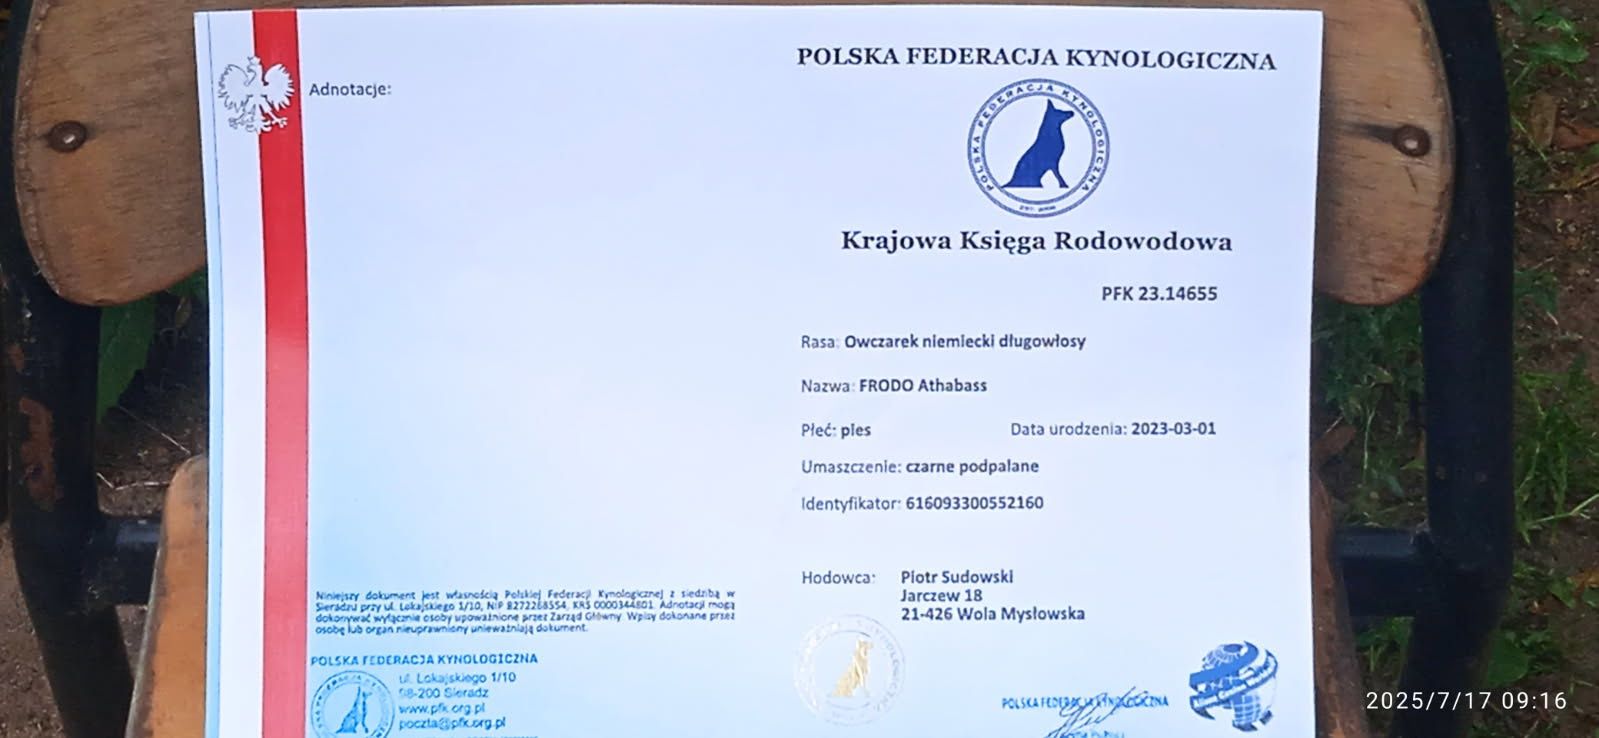 Adnotacje:
Niniejszy dokument jest własnością Polskiej Federacji Kynologicznej z siedzibą w
Sieradzu przy ul. Lokajskiego 1/10, NIP 8272268554, KRS 0000344801. Adnotacji mogą
dokonywać wyłącznie osoby upoważnione przez Zarząd Główny. Wpisy dokonane przez
osobę lub organ nieuprawniony unieważniają dokument.
POLSKA FEDERACJA KYNOLOGICZNA
ul. Lokajskiego 1/10
98-200 Sieradz
www.pfk.org.pl
poczta@pfk.org.pl
POLSKA FEDERACJA KYNOLOGICZNA
POLSKA FEDERACJA KYNOLOGICZNA
Krajowa Księga Rodowodowa
PFK 23.14655
Rasa: Owczarek niemiecki długowłosy
Nazwa: FRODO Athabass
Płeć: pies Data urodzenia: 2023-03-01
Umaszczenie: czarne podpalane
Identyfikator: 616093300552160
Hodowca: Piotr Sudowski
Jarczew 18
21-426 Wola Mysłowska
POLSKA FEDERACJA KYNOLOGICZNA
2025/7/17 09:16